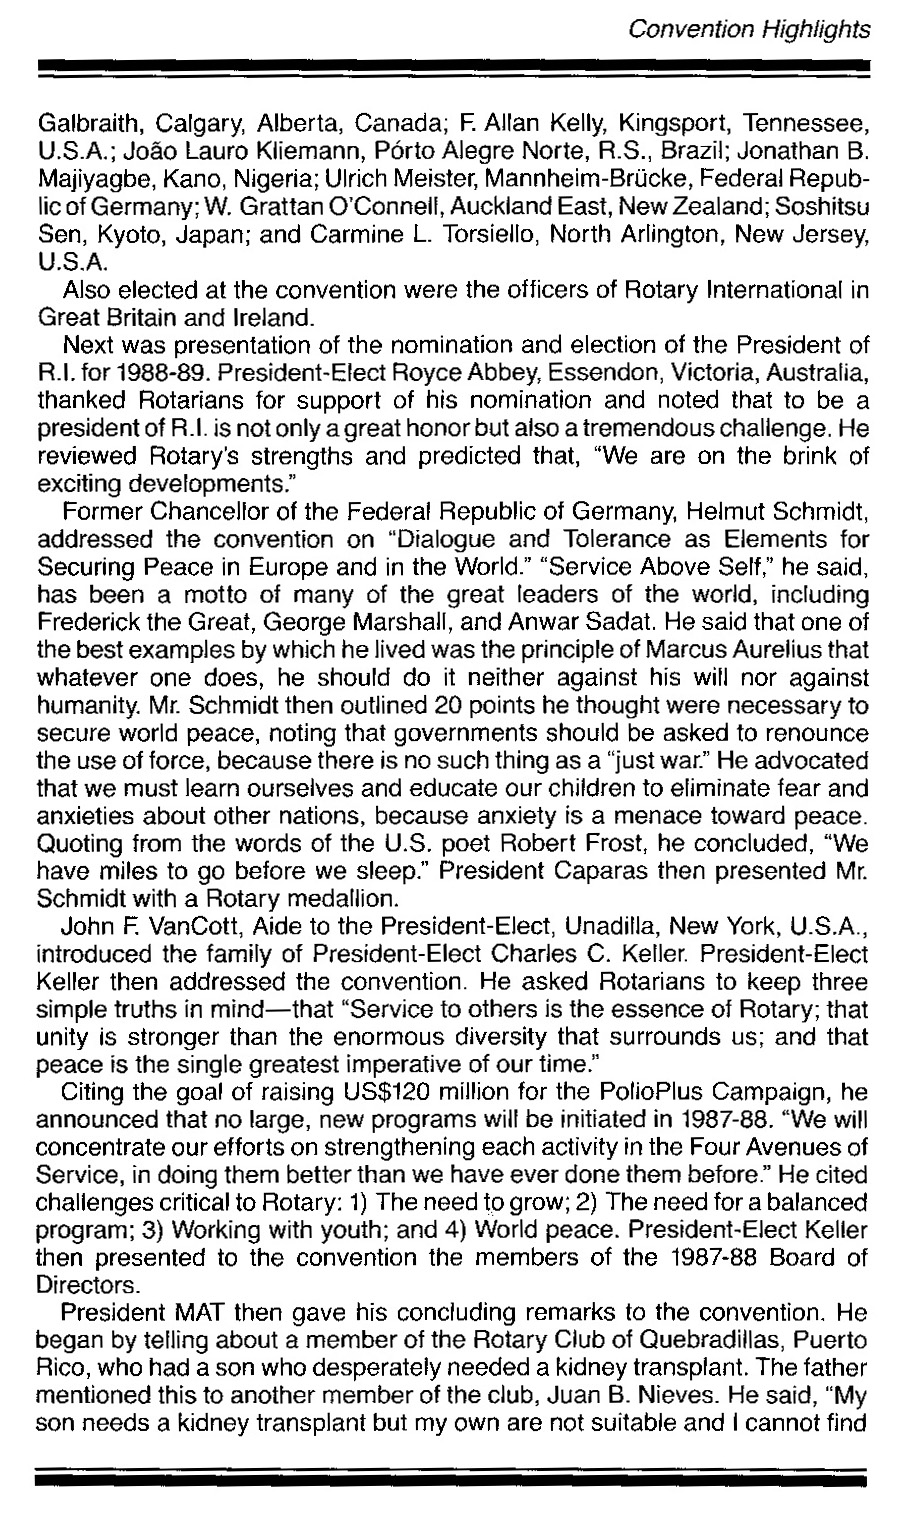 Convention Highlights
Galbraith, Calgary, Alberta, Canada; F. Allan Kelly, Kingsport, Tennessee,
U.S.A.; João Lauro Kliemann, Pórto Alegre Norte, R.S., Brazil; Jonathan B.
Majiyagbe, Kano, Nigeria; Ulrich Meister, Mannheim-Brücke, Federal Repub-
lic of Germany; W. Grattan O'Connell, Auckland East, New Zealand; Soshitsu
Sen, Kyoto, Japan; and Carmine L. Torsiello, North Arlington, New Jersey,
U.S.A.
Also elected at the convention were the officers of Rotary International in
Great Britain and Ireland.
Next was presentation of the nomination and election of the President of
R.I. for 1988-89. President-Elect Royce Abbey, Essendon, Victoria, Australia,
thanked Rotarians for support of his nomination and noted that to be a
president of R.I. is not only a great honor but also a tremendous challenge. He
reviewed Rotary's strengths and predicted that, “We are on the brink of
exciting developments.”
Former Chancellor of the Federal Republic of Germany, Helmut Schmidt,
addressed the convention on “Dialogue and Tolerance as Elements for
Securing Peace in Europe and in the World.” “Service Above Self,” he said,
has been a motto of many of the great leaders of the world, including
Frederick the Great, George Marshall, and Anwar Sadat. He said that one of
the best examples by which he lived was the principle of Marcus Aurelius that
whatever one does, he should do it neither against his will nor against
humanity. Mr. Schmidt then outlined 20 points he thought were necessary to
secure world peace, noting that governments should be asked to renounce
the use of force, because there is no such thing as a “just war.” He advocated
that we must learn ourselves and educate our children to eliminate fear and
anxieties about other nations, because anxiety is a menace toward peace.
Quoting from the words of the U.S. poet Robert Frost, he concluded, “We
have miles to go before we sleep.” President Caparas then presented Mr.
Schmidt with a Rotary medallion.
John F. VanCott, Aide to the President-Elect, Unadilla, New York, U.S.A.,
introduced the family of President-Elect Charles C. Keller. President-Elect
Keller then addressed the convention. He asked Rotarians to keep three
simple truths in mind—that “Service to others is the essence of Rotary; that
unity is stronger than the enormous diversity that surrounds us; and that
peace is the single greatest imperative of our time.”
Citing the goal of raising US$120 million for the PolioPlus Campaign, he
announced that no large, new programs will be initiated in 1987-88. “We will
concentrate our efforts on strengthening each activity in the Four Avenues of
Service, in doing them better than we have ever done them before.” He cited
challenges critical to Rotary: 1) The need to grow; 2) The need for a balanced
program; 3) Working with youth; and 4) World peace. President-Elect Keller
then presented to the convention the members of the 1987-88 Board of
Directors.
President MAT then gave his concluding remarks to the convention. He
began by telling about a member of the Rotary Club of Quebradillas, Puerto
Rico, who had a son who desperately needed a kidney transplant. The father
mentioned this to another member of the club, Juan B. Nieves. He said, “My
son needs a kidney transplant but my own are not suitable and I cannot find